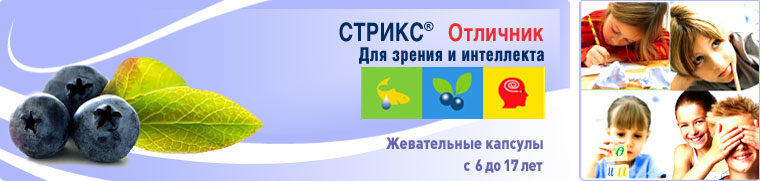 СТРИКС® Отличник
Для зрения и интеллекта
Жевательные капсулы
с 6 до 17 лет